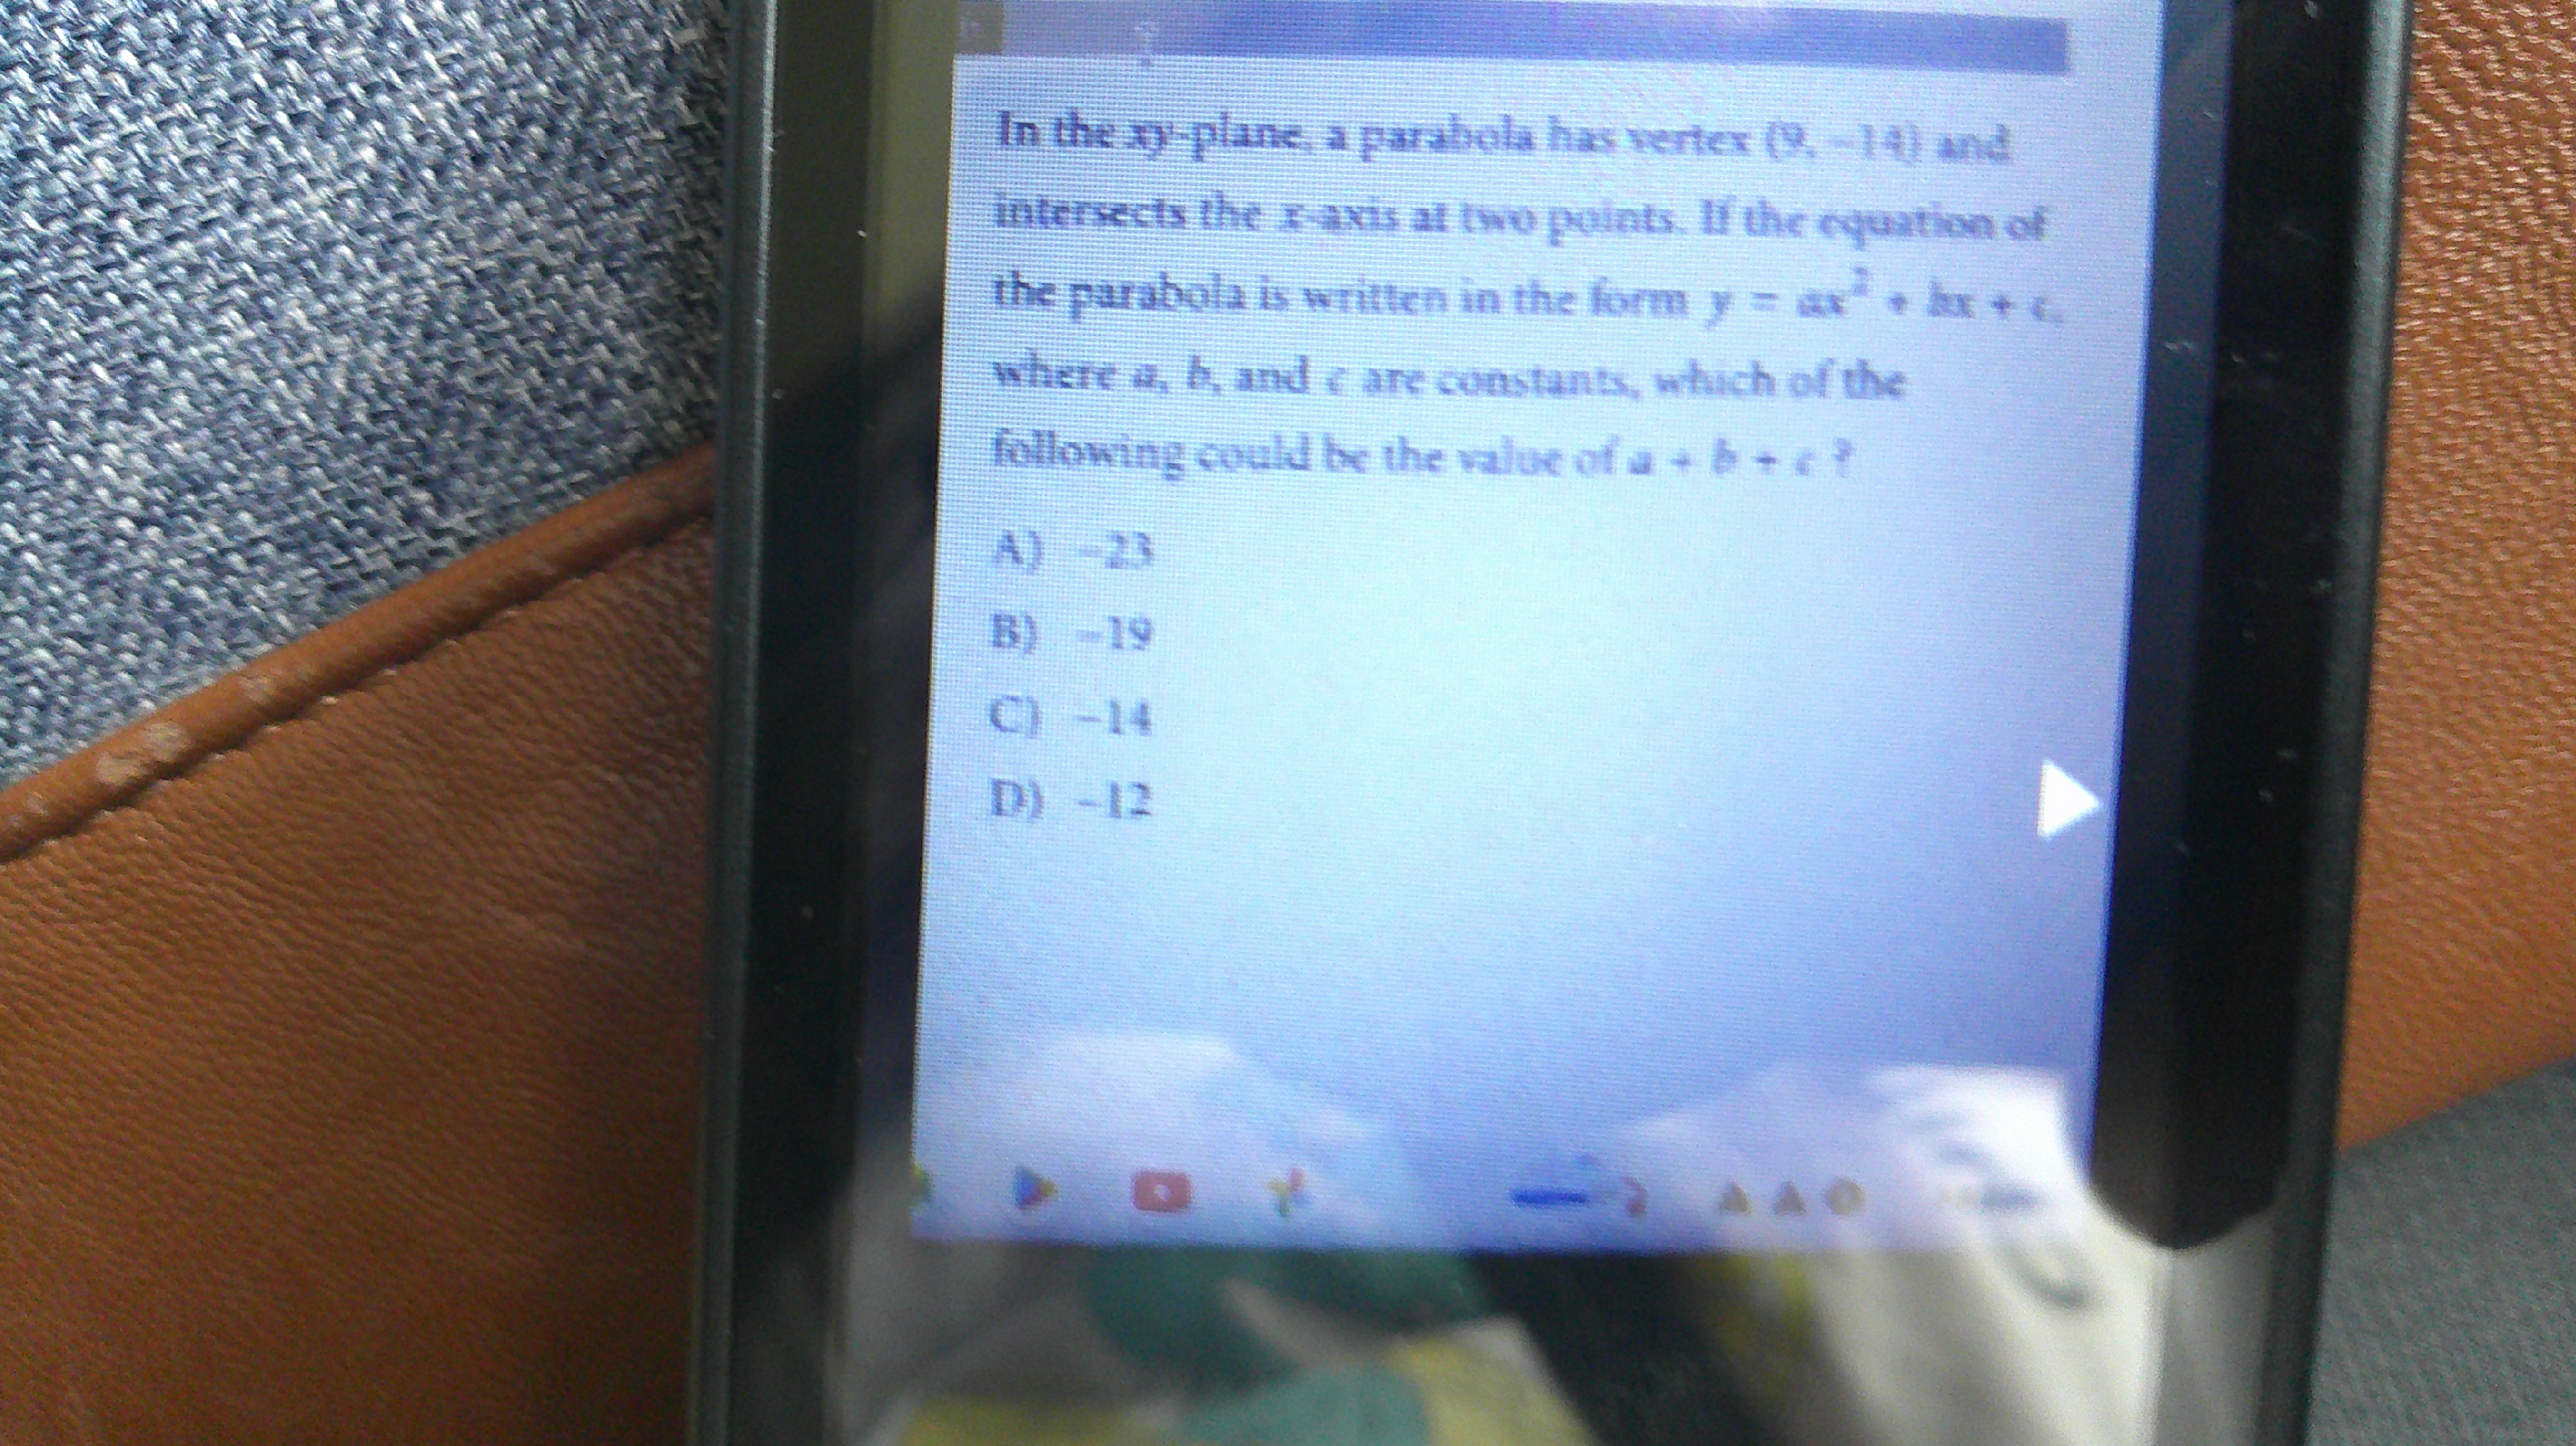 In the xy-plane, a parabola has vertex (9, −14) and
intersects the x-axis at two points. If the equation of
the parabola is written in the form y = ax² + bx + c,
where a, b, and c are constants, which of the
following could be the value of a + b + c ?
A) −23
B) −19
C) −14
D) −12